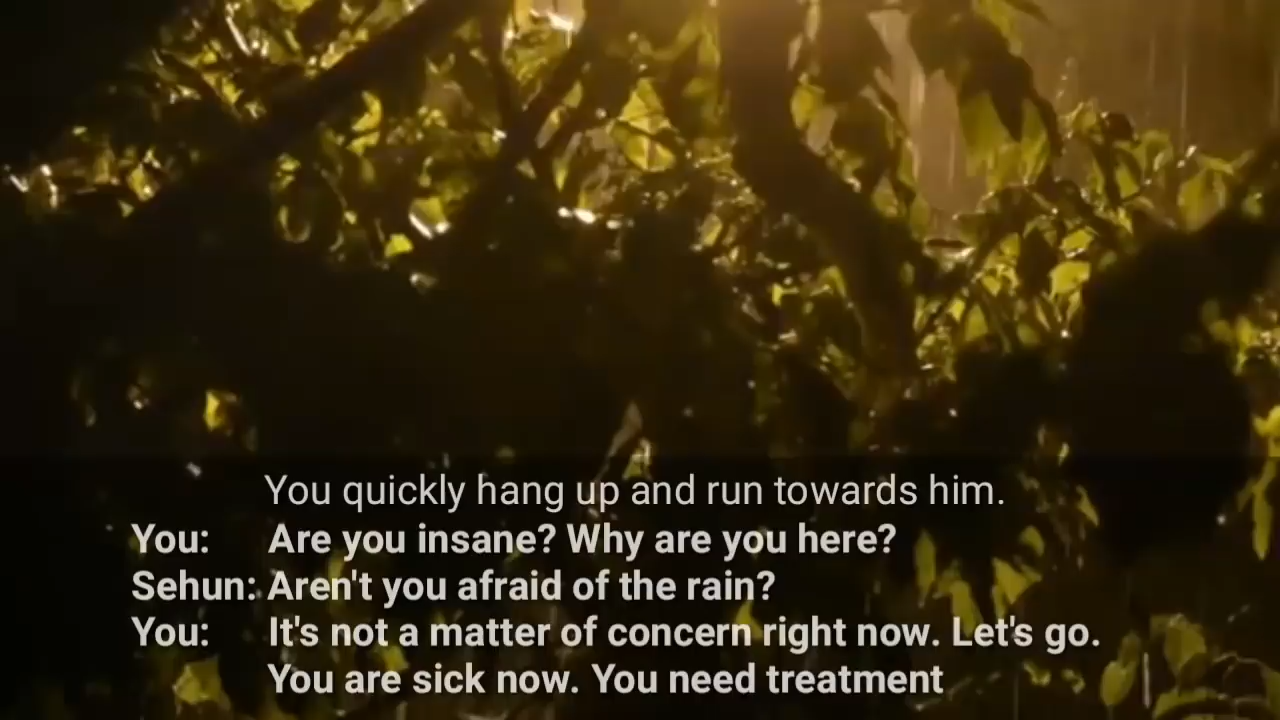 You quickly hang up and run towards him.
You: Are you insane? Why are you here?
Sehun: Aren't you afraid of the rain?
You: It's not a matter of concern right now. Let's go.
You are sick now. You need treatment